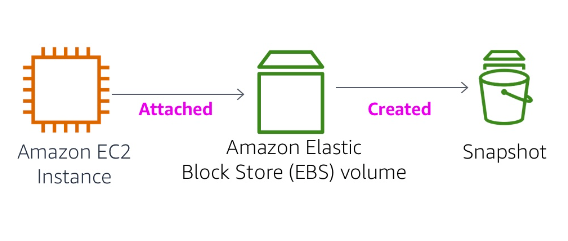 Attached
Created
Amazon EC2
Instance
Amazon Elastic
Block Store (EBS) volume
Snapshot